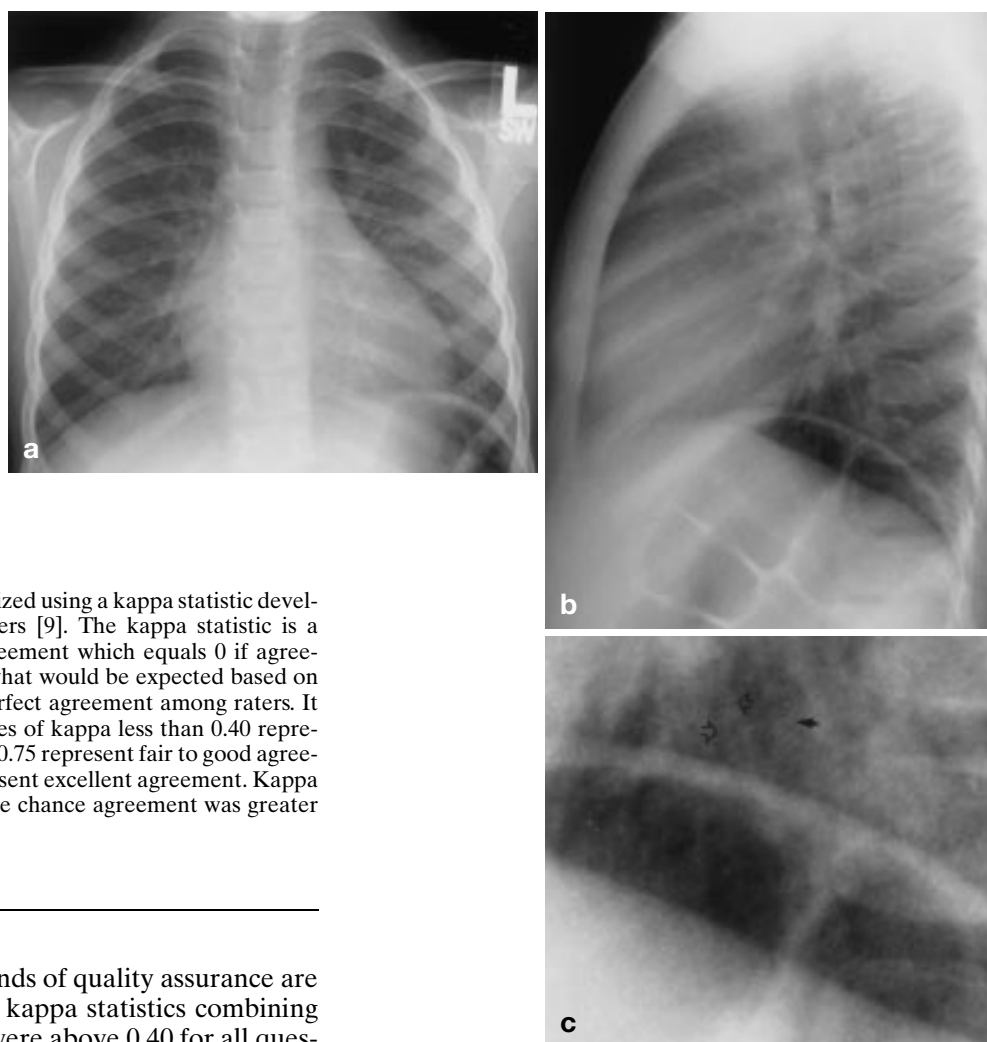 L
SW
a
b
ized using a kappa statistic devel-
ers [9]. The kappa statistic is a
eement which equals 0 if agree-
what would be expected based on
rfect agreement among raters. It
es of kappa less than 0.40 repre-
0.75 represent fair to good agree-
sent excellent agreement. Kappa
e chance agreement was greater
nds of quality assurance are
kappa statistics combining
were above 0.40 for all ques-
c